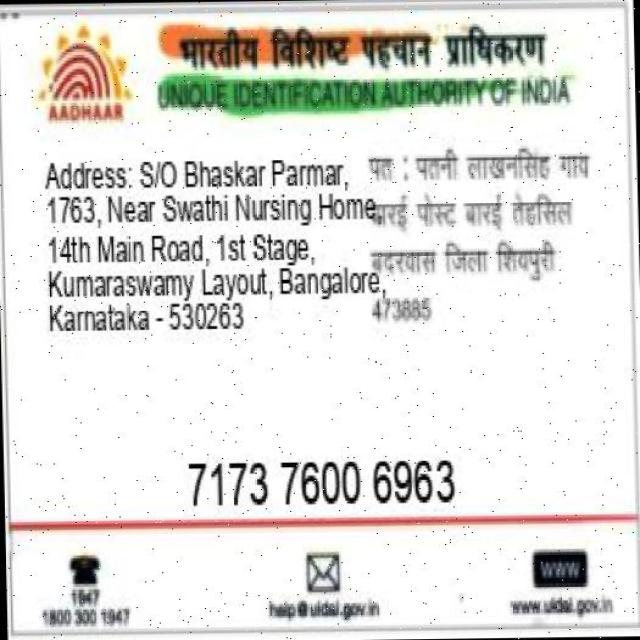 भारतीय विशिष्ट पहचान प्राधिकरण
UNIQUE IDENTIFICATION AUTHORITY OF INDIA
AADHAAR
Address: S/O Bhaskar Parmar,
1763, Near Swathi Nursing Home,
14th Main Road, 1st Stage,
Kumaraswamy Layout, Bangalore,
Karnataka - 530263
पत : पतनी लाखनसिंह गाव
बारई पोस्ट बारई तेहसिल
बदरवास जिला शिवपुरी
473885
7173 7600 6963
1947
1800 300 1947
help@uidai.gov.in
WWW
www.uidai.gov.in